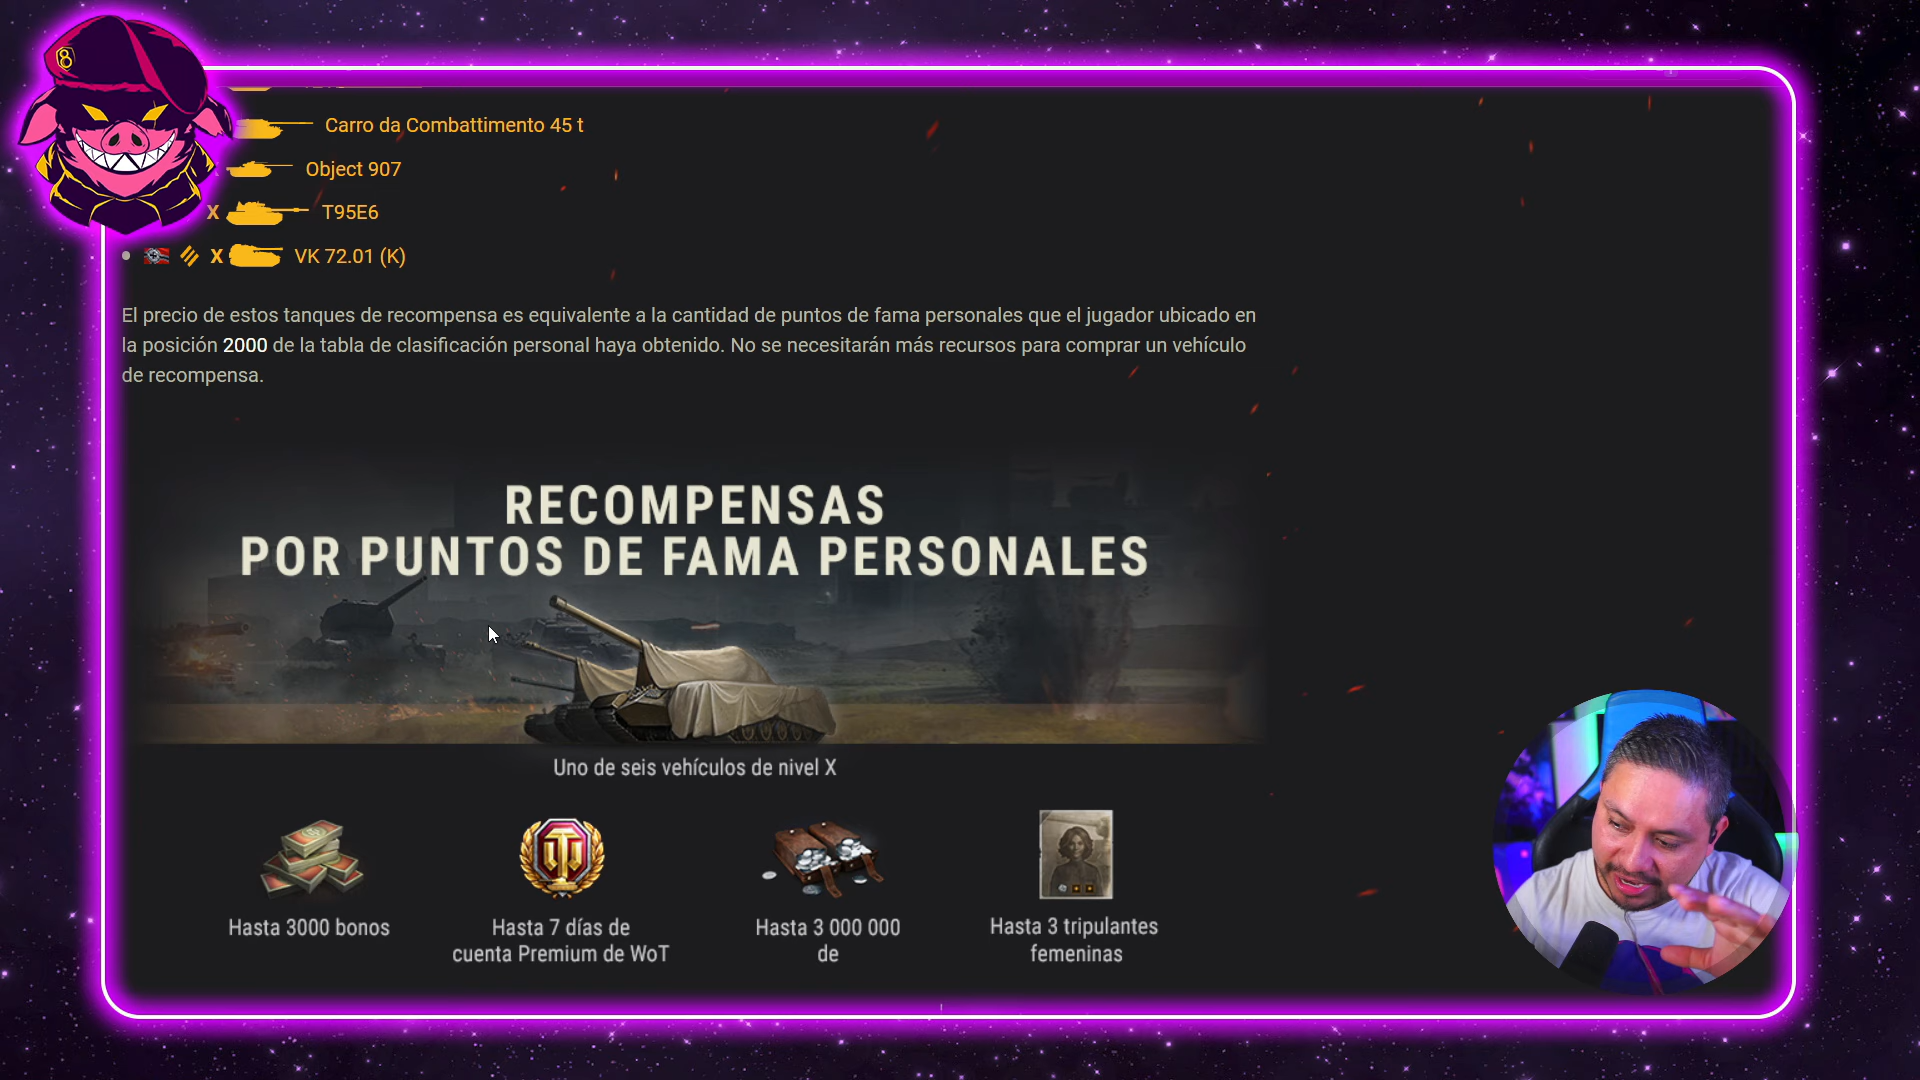 8
Carro da Combattimento 45 t
Object 907
X T95E6
X VK 72.01 (K)
El precio de estos tanques de recompensa es equivalente a la cantidad de puntos de fama personales que el jugador ubicado en
la posición 2000 de la tabla de clasificación personal haya obtenido. No se necesitarán más recursos para comprar un vehículo
de recompensa.
RECOMPENSAS
POR PUNTOS DE FAMA PERSONALES
Uno de seis vehículos de nivel X
Hasta 3000 bonos
Hasta 7 días de
cuenta Premium de WoT
Hasta 3 000 000
de
Hasta 3 tripulantes
femeninas